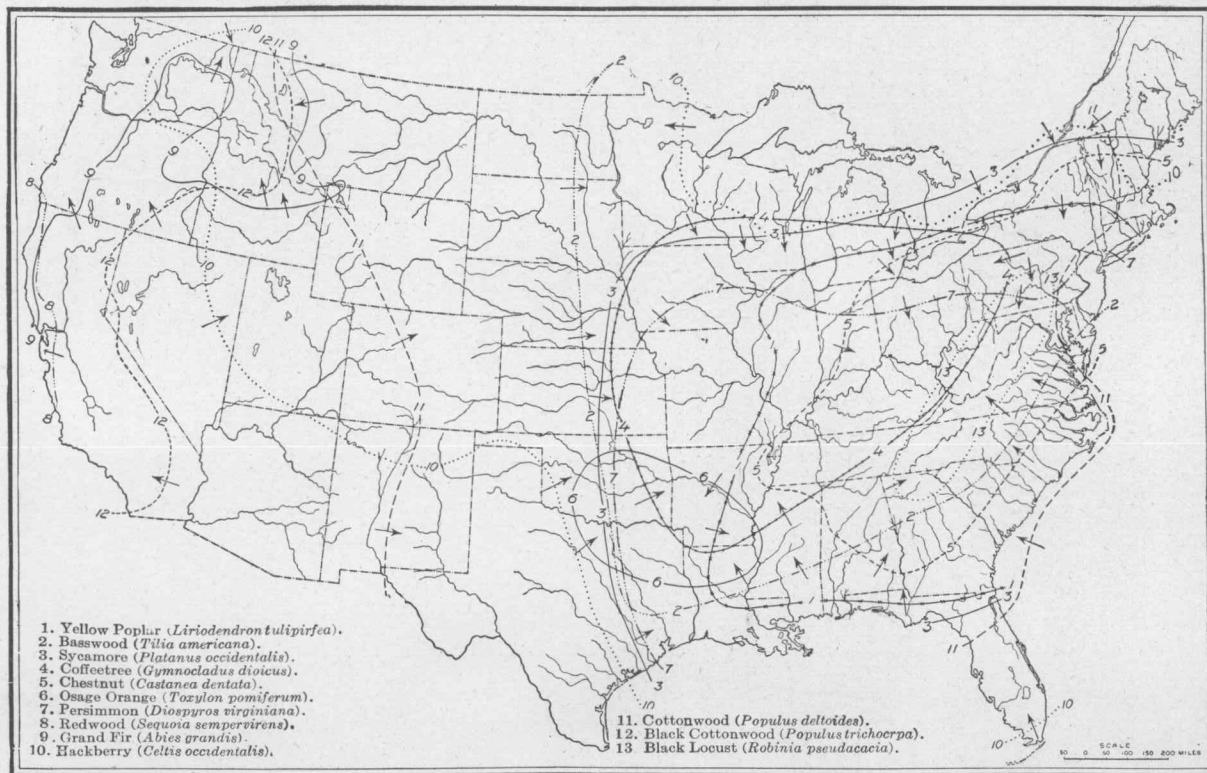 1. Yellow Poplar (Liriodendron tulipirfea).
2. Basswood (Tilia americana).
3. Sycamore (Platanus occidentalis).
4. Coffeetree (Gymnocladus dioicus).
5. Chestnut (Castanea dentata).
6. Osage Orange (Toxylon pomiferum).
7. Persimmon (Diospyros virginiana).
8. Redwood (Sequoia sempervirens).
9. Grand Fir (Abies grandis).
10. Hackberry (Celtis occidentalis).
11. Cottonwood (Populus deltoides).
12. Black Cottonwood (Populus trichocrpa).
13 Black Locust (Robinia pseudacacia).
SCALE
50 0 50 100 150 200 MILES